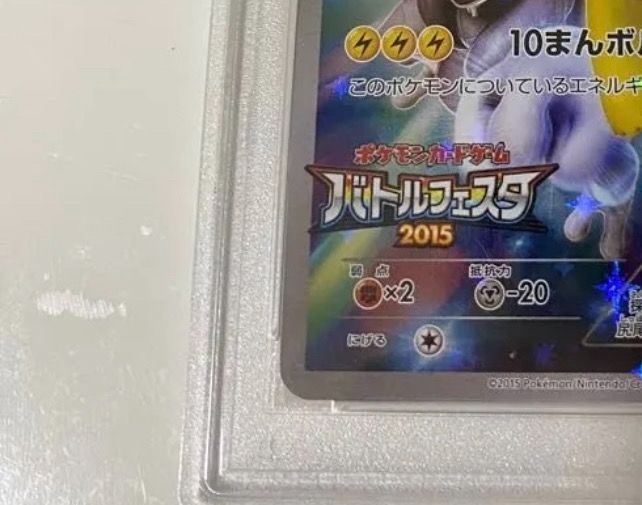 10まんボル
このポケモンについているエネルギ
ポケモンカードゲーム
バトルフェスタ
2015
弱点 抵抗力
×2 -20
にげる
©2015 Pokémon/Nintendo/Cr